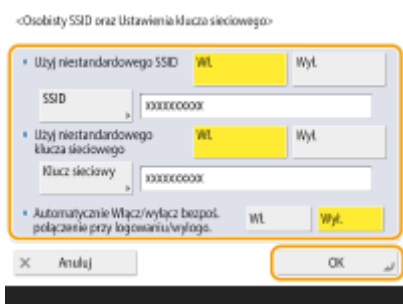 <Osobisty SSID oraz Ustawienia klucza sieciowego>
• Użyj niestandardowego SSID Wł. Wył.
SSID xxxxxxxxxx
• Użyj niestandardowego Wł. Wył.
klucza sieciowego
Klucz sieciowy xxxxxxxxxx
• Automatycznie Włącz/wyłącz bezpoś. Wł. Wył.
połączenie przy logowaniu/wylogo.
× Anuluj OK